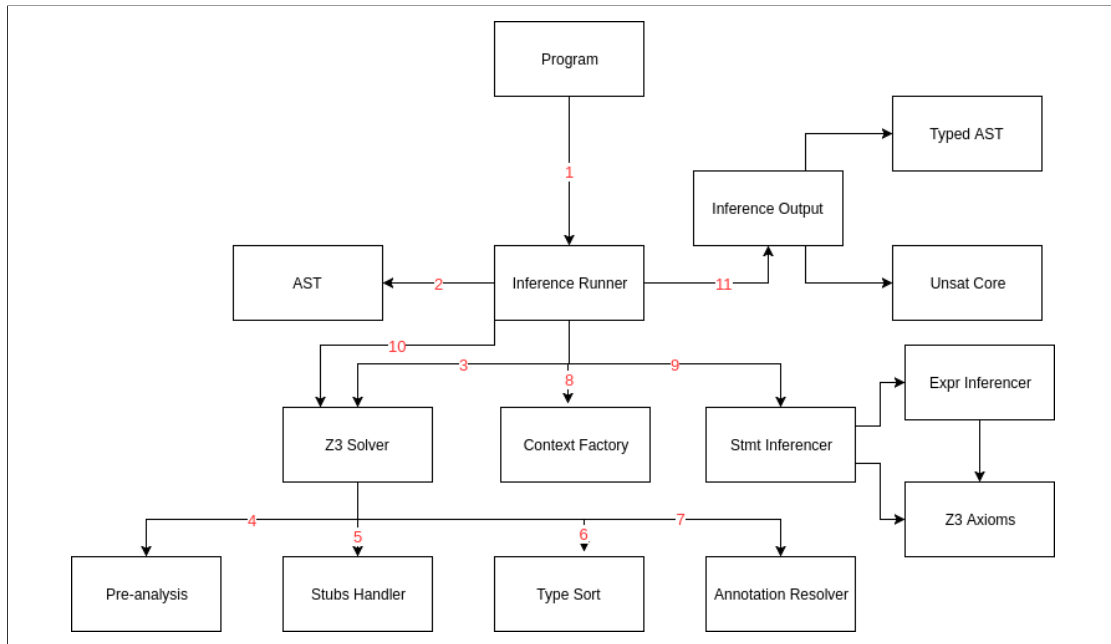 Program
Typed AST
1
Inference Output
AST
2
Inference Runner
11
Unsat Core
10
3
8
9
Expr Inferencer
Z3 Solver
Context Factory
Stmt Inferencer
Z3 Axioms
4
5
6
7
Pre-analysis
Stubs Handler
Type Sort
Annotation Resolver